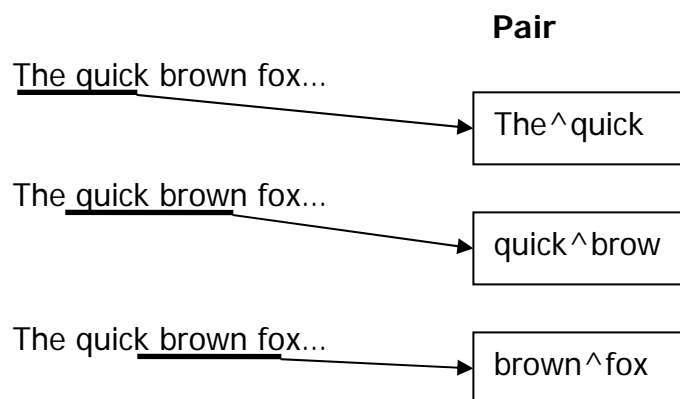 Pair
The quick brown fox...
The^quick
The quick brown fox...
quick^brow
The quick brown fox...
brown^fox